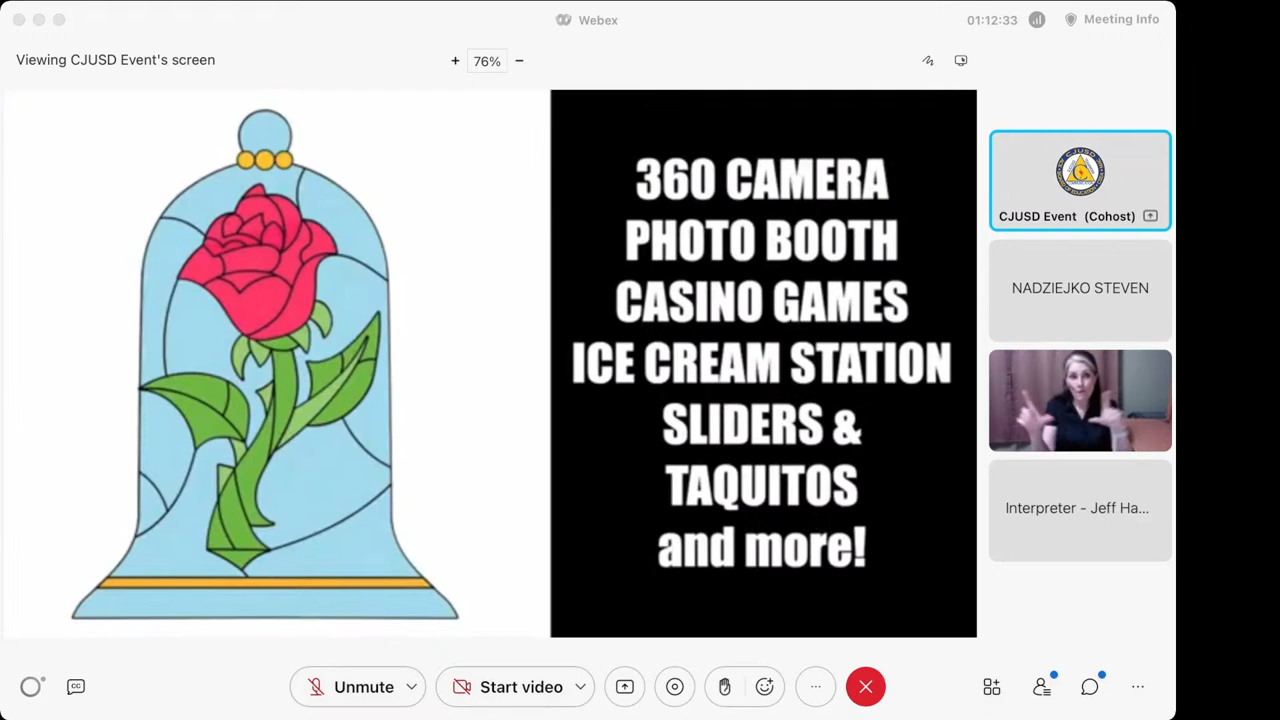 Webex
01:12:33
Meeting Info
Viewing CJUSD Event's screen
+ 76% −
360 CAMERA
PHOTO BOOTH
CASINO GAMES
ICE CREAM STATION
SLIDERS &
TAQUITOS
and more!
CJUSD Event (Cohost)
NADZIEJKO STEVEN
Interpreter - Jeff Ha...
CC
Unmute
Start video